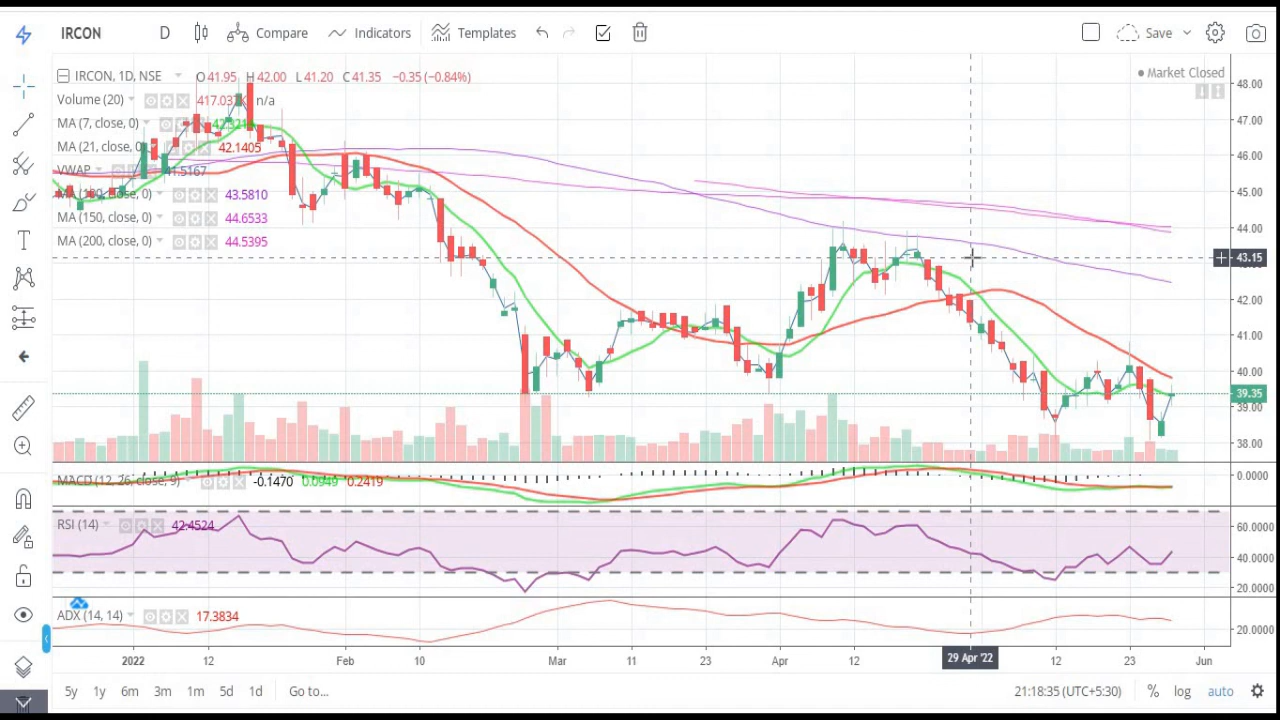 IRCON D Compare Indicators Templates Save
IRCON, 1D, NSE O41.95 H42.00 L41.20 C41.35 −0.35 (−0.84%)
Market Closed
Volume (20) n/a
MA (7, close, 0)
MA (21, close, 0) 42.1405
VWAP
MA (150, close, 0) 44.6533
MA (200, close, 0) 44.5395
43.5810
48.00
47.00
46.00
45.00
44.00
43.15
42.00
41.00
40.00
39.35
39.00
38.00
MACD (12, 26, close, 9) -0.1470 0.0949 0.2419
0.0000
RSI (14) 42.4524
60.0000
40.0000
20.0000
ADX (14, 14) 17.3834
20.0000
2022 12 Feb 10 Mar 11 23 Apr 12 29 Apr '22 12 23 Jun
5y 1y 6m 3m 1m 5d 1d Go to... 21:18:35 (UTC+5:30) % log auto